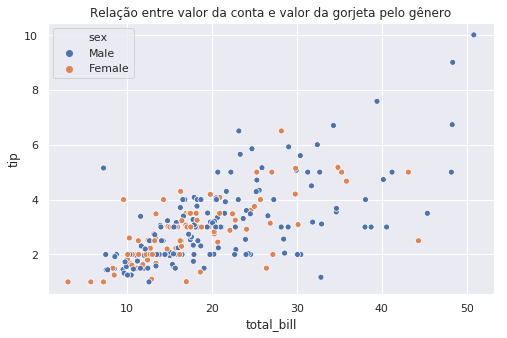 Relação entre valor da conta e valor da gorjeta pelo gênero
sex
Male
Female
10
8
6
4
2
tip
10
20
30
40
50
total_bill